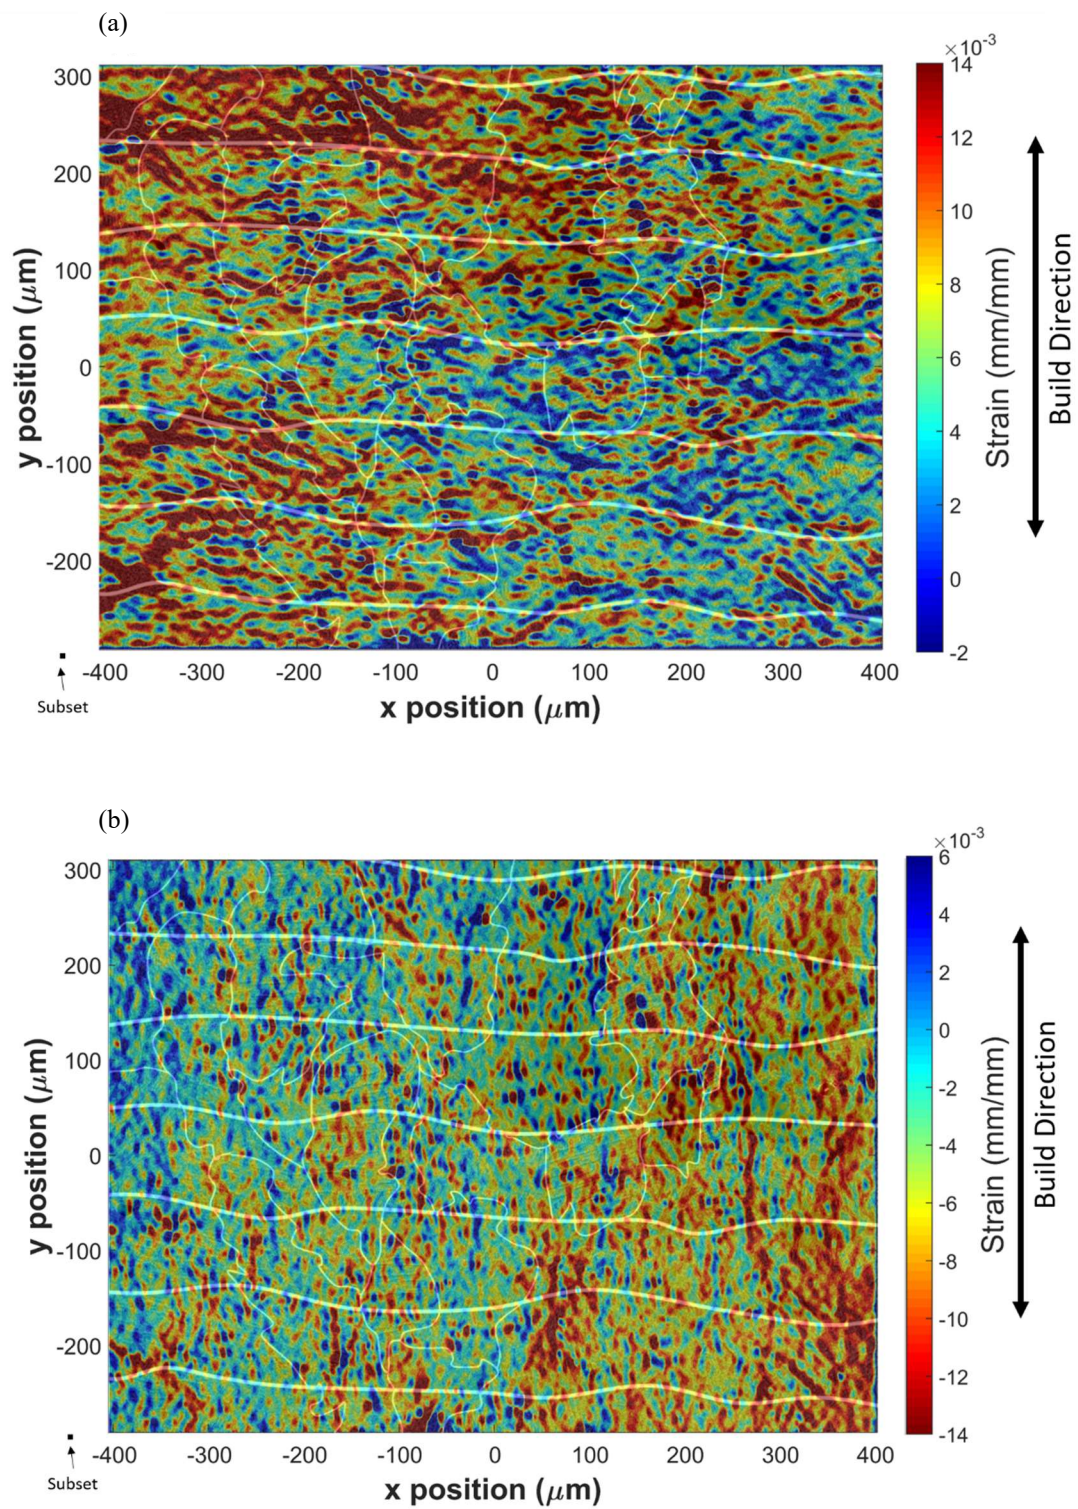 (a)
×10⁻³
300
200
100
0
-100
-200
y position (μm)
-400 -300 -200 -100 0 100 200 300 400
x position (μm)
Subset
14
12
10
8
6
4
2
0
-2
Strain (mm/mm)
Build Direction
(b)
×10⁻³
300
200
100
0
-100
-200
y position (μm)
-400 -300 -200 -100 0 100 200 300 400
x position (μm)
Subset
6
4
2
0
-2
-4
-6
-8
-10
-12
-14
Strain (mm/mm)
Build Direction